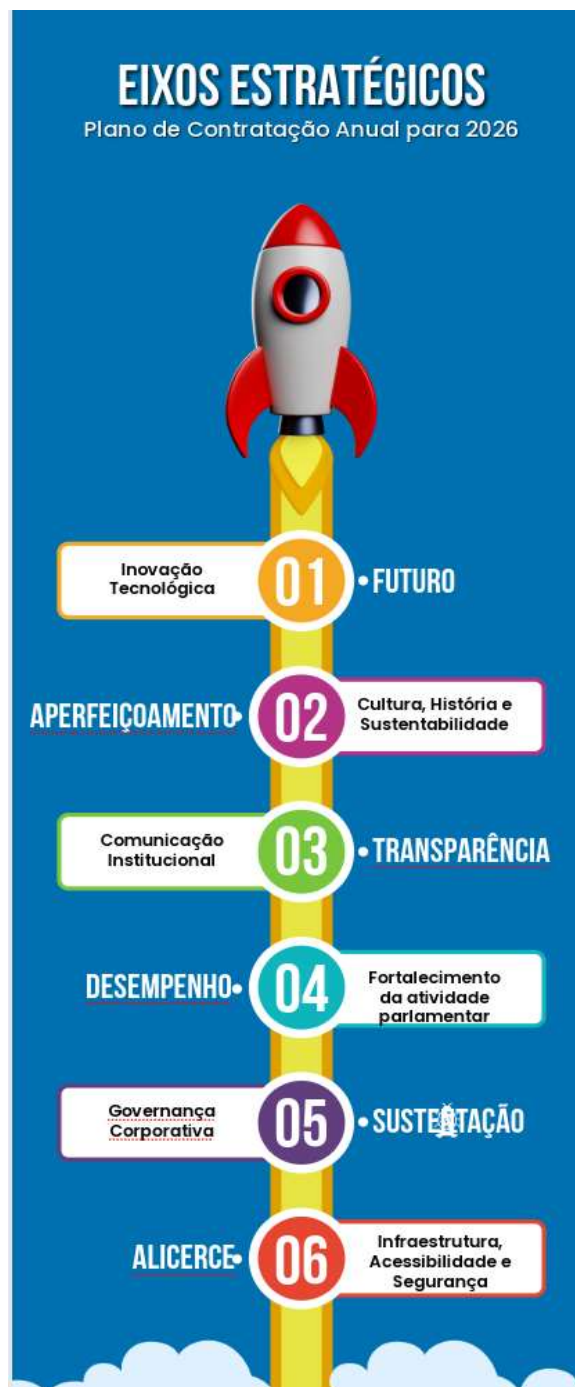 EIXOS ESTRATÉGICOS
Plano de Contratação Anual para 2026
Inovação
Tecnológica
01
FUTURO
APERFEIÇOAMENTO
02
Cultura, História e
Sustentabilidade
Comunicação
Institucional
03
TRANSPARÊNCIA
DESEMPENHO
04
Fortalecimento
da atividade
parlamentar
Governança
Corporativa
05
SUSTENTAÇÃO
ALICERCE
06
Infraestrutura,
Acessibilidade e
Segurança